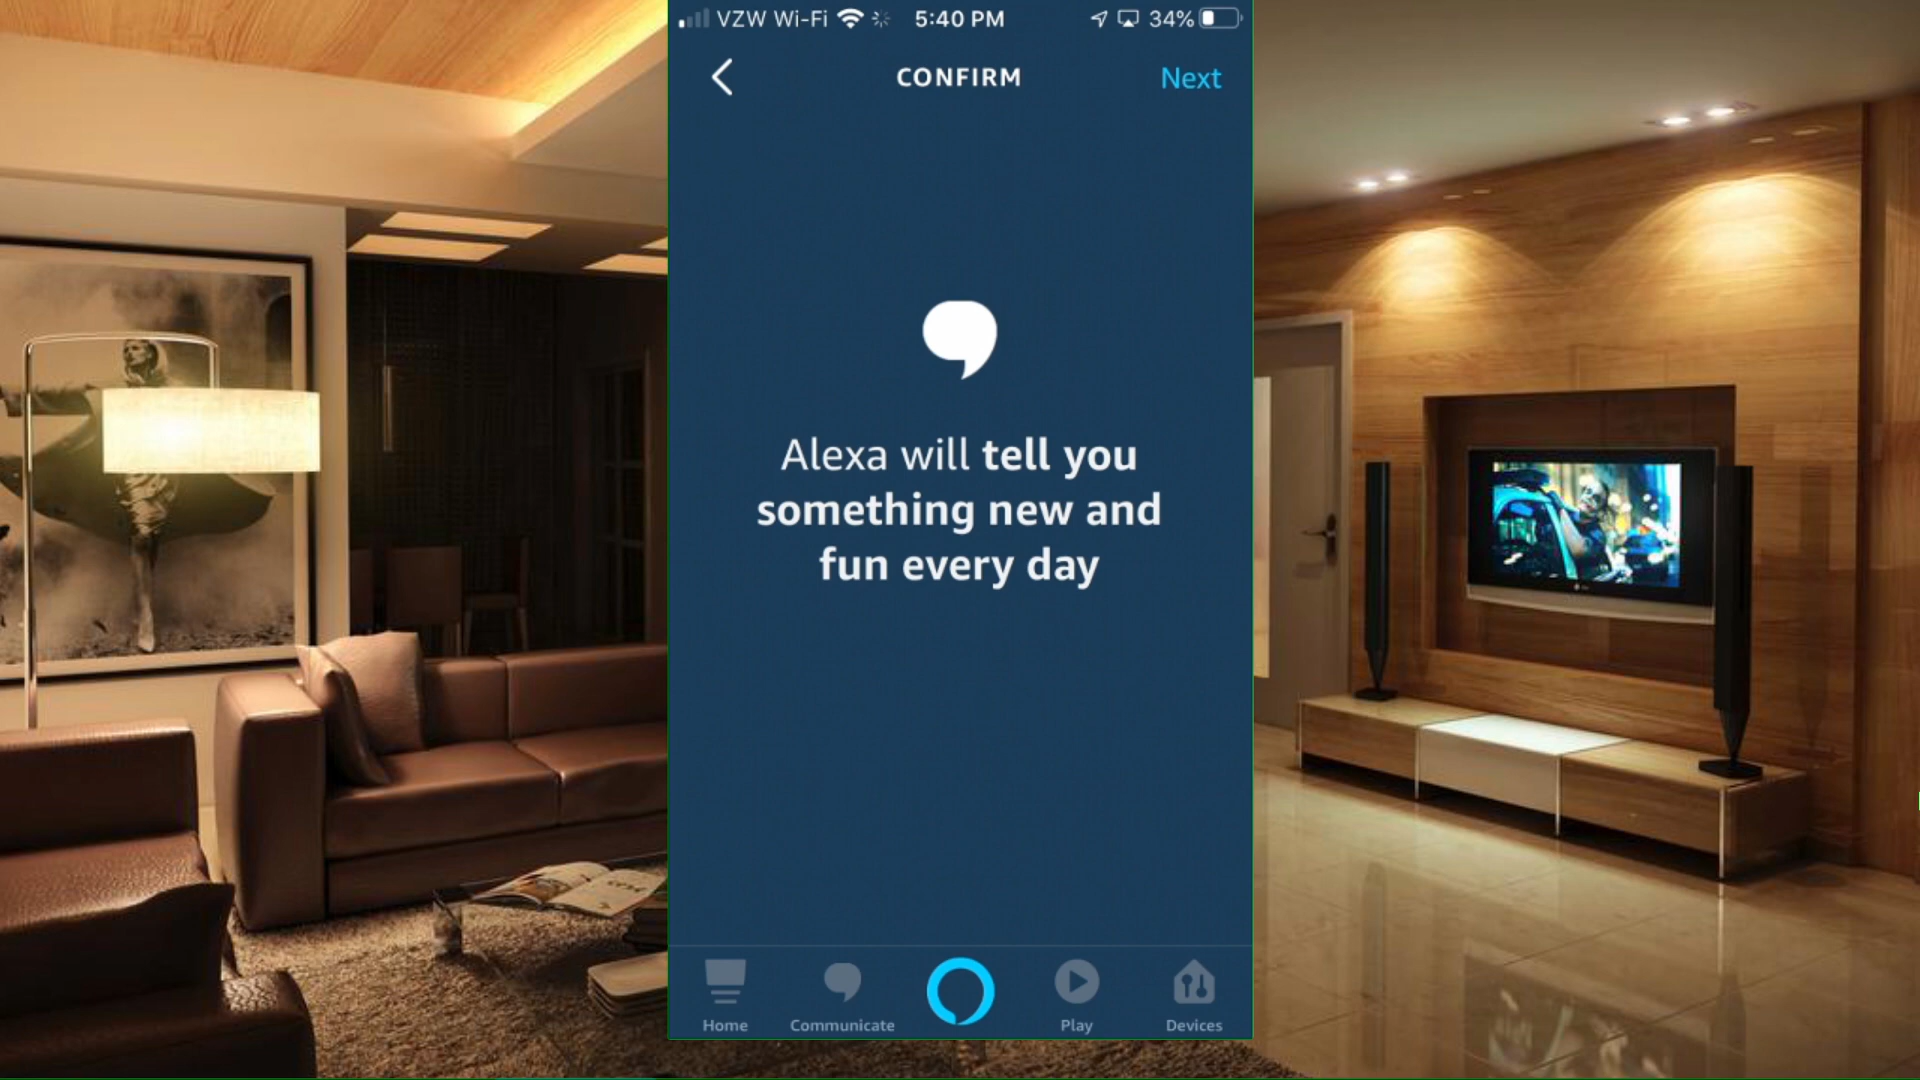 VZW Wi-Fi 5:40 PM 34%
CONFIRM Next
Alexa will tell you
something new and
fun every day
Home Communicate Play Devices